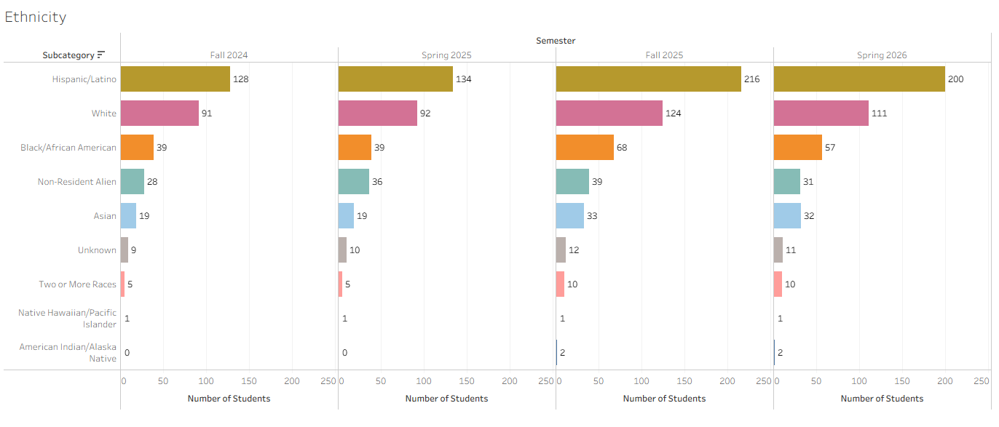 Ethnicity
Semester
Subcategory Fall 2024 Spring 2025 Fall 2025 Spring 2026
Hispanic/Latino 128 134 216 200
White 91 92 124 111
Black/African American 39 39 68 57
Non-Resident Alien 28 36 39 31
Asian 19 19 33 32
Unknown 9 10 12 11
Two or More Races 5 5 10 10
Native Hawaiian/Pacific
Islander 1 1 1 1
American Indian/Alaska
Native 0 0 2 2
0 50 100 150 200 250 0 50 100 150 200 250 0 50 100 150 200 250 0 50 100 150 200 250
Number of Students Number of Students Number of Students Number of Students